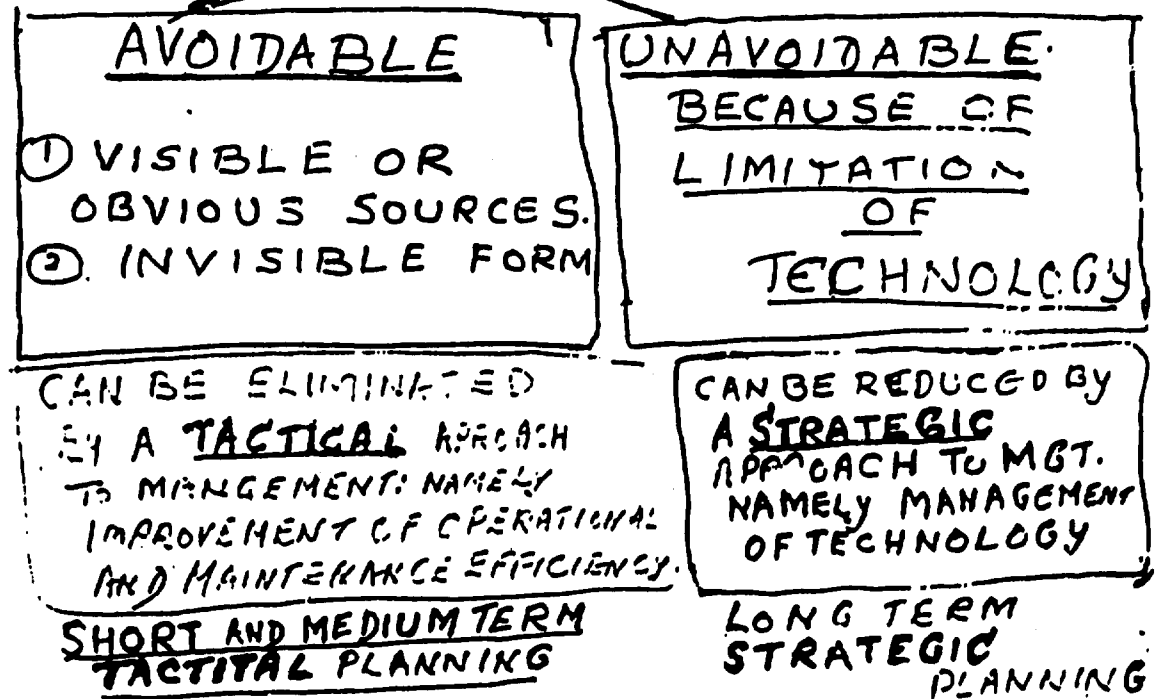 AVOIDABLE
① VISIBLE OR
OBVIOUS SOURCES.
②. INVISIBLE FORM
CAN BE ELIMINATED
BY A TACTICAL APROACH
TO MANGEMENT: NAMELY
IMPROVEMENT OF OPERATIONAL
AND MAINTENANCE EFFICIENCY.
SHORT AND MEDIUM TERM
TACTITAL PLANNING
UNAVOIDABLE.
BECAUSE OF
LIMITATION
OF
TECHNOLOGY
CAN BE REDUCED BY
A STRATEGIC
APPROACH TO MGT.
NAMELY MANAGEMENT
OF TECHNOLOGY
LONG TERM
STRATEGIC
PLANNING